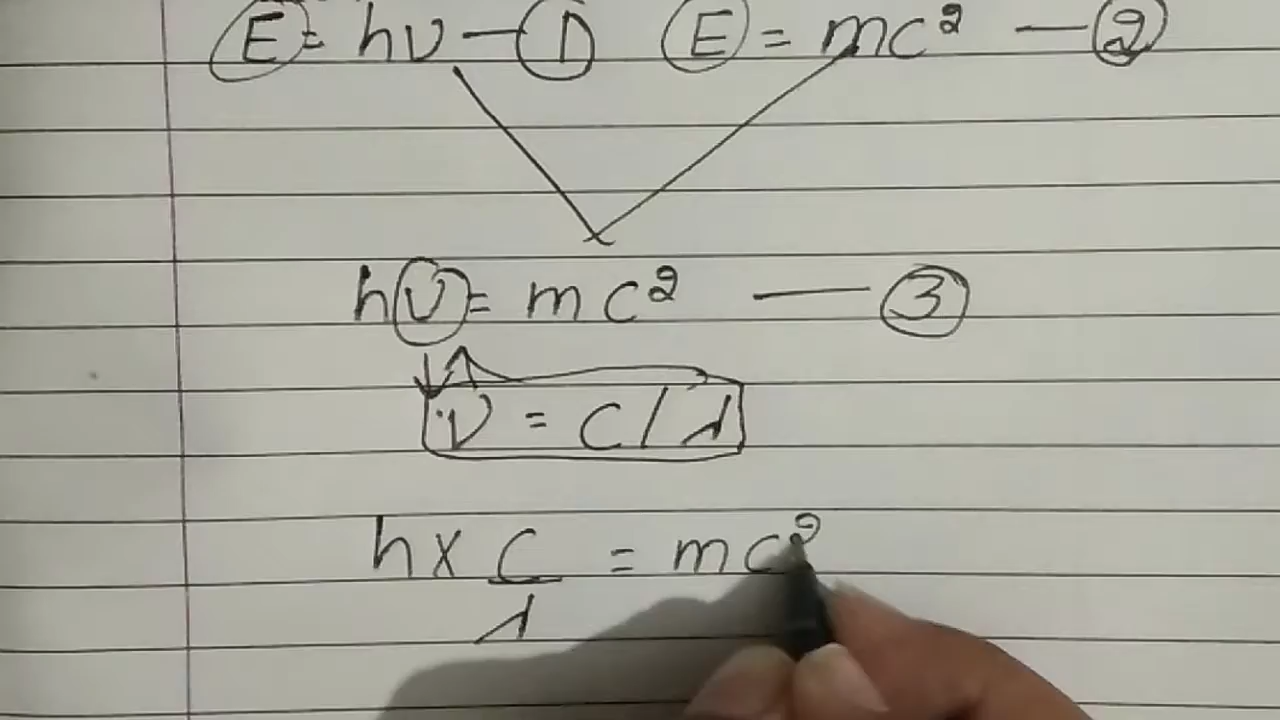 E = hν — ① E = mc² — ②
hν = mc² — ③
ν = c / λ
h × c/λ = mc²